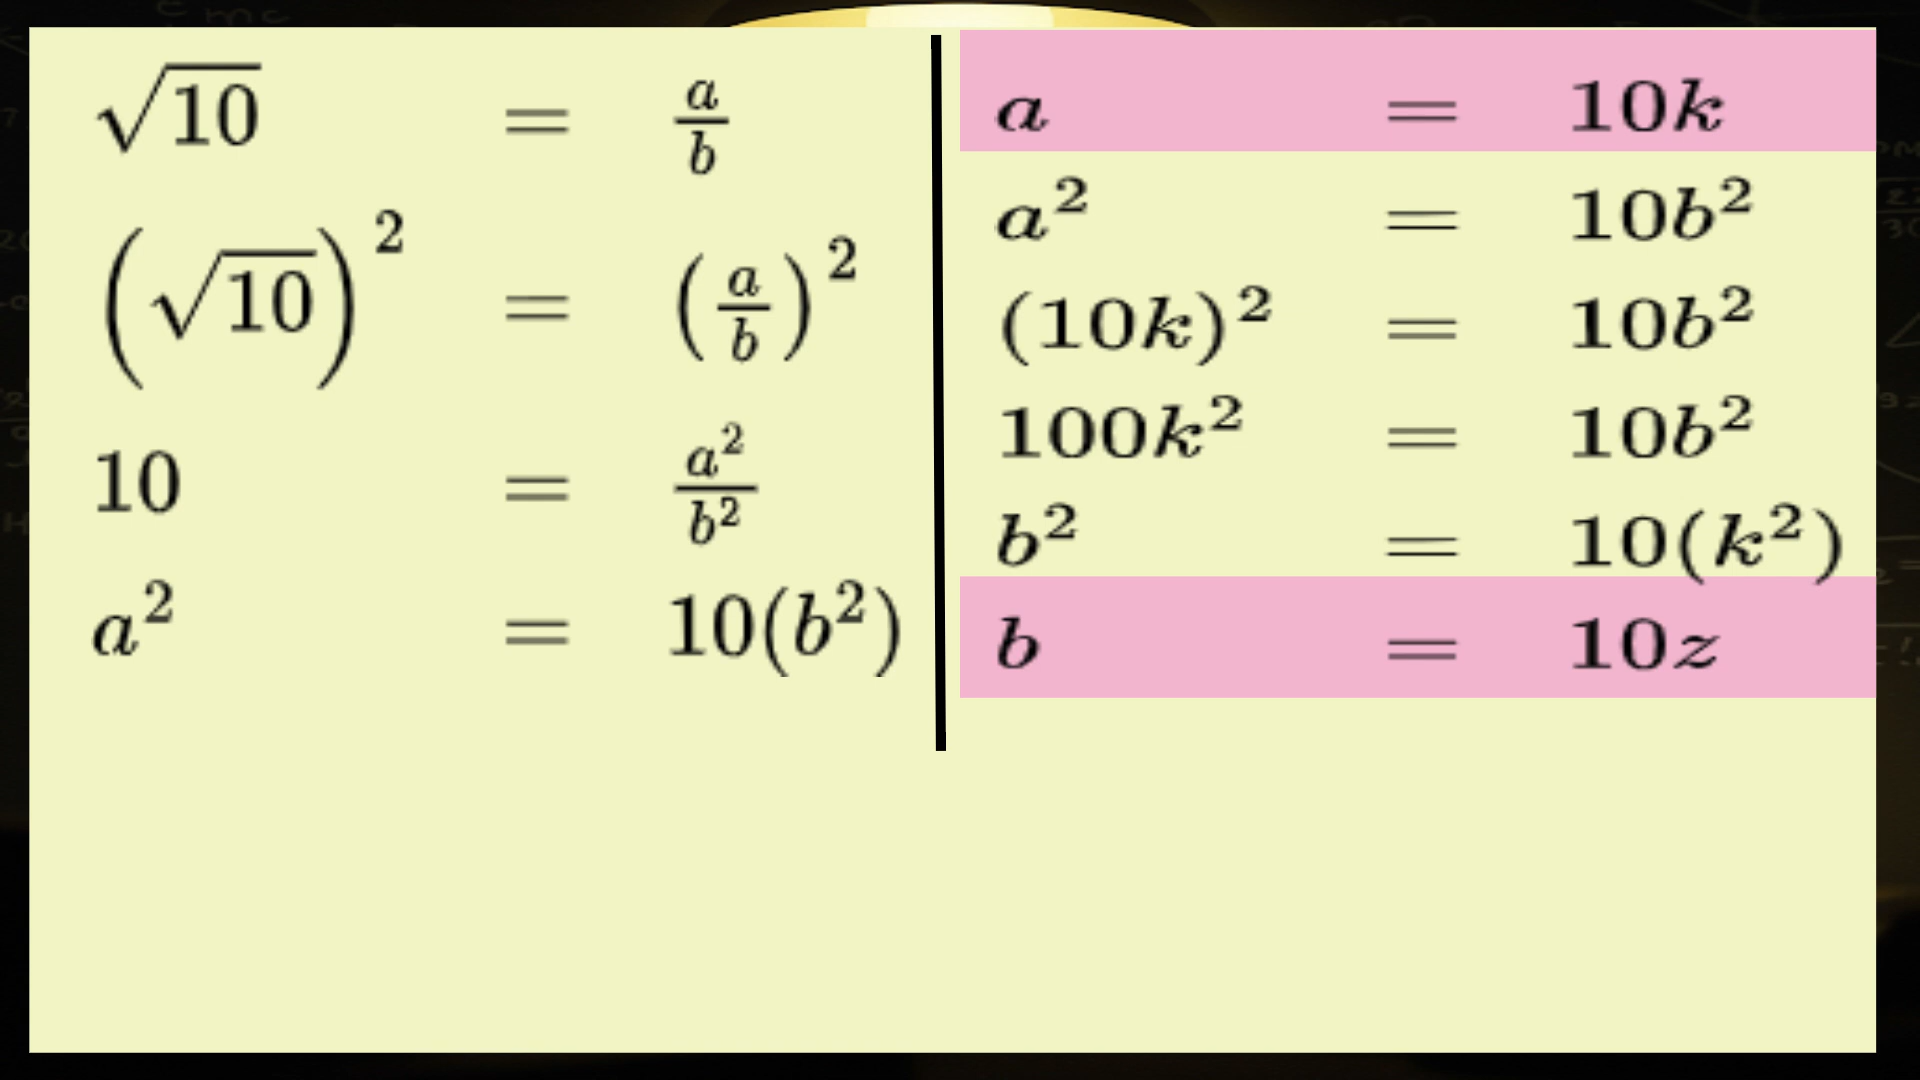 √10 = a/b
(√10)² = (a/b)²
10 = a²/b²
a² = 10(b²)
a = 10k
a² = 10b²
(10k)² = 10b²
100k² = 10b²
b² = 10(k²)
b = 10z